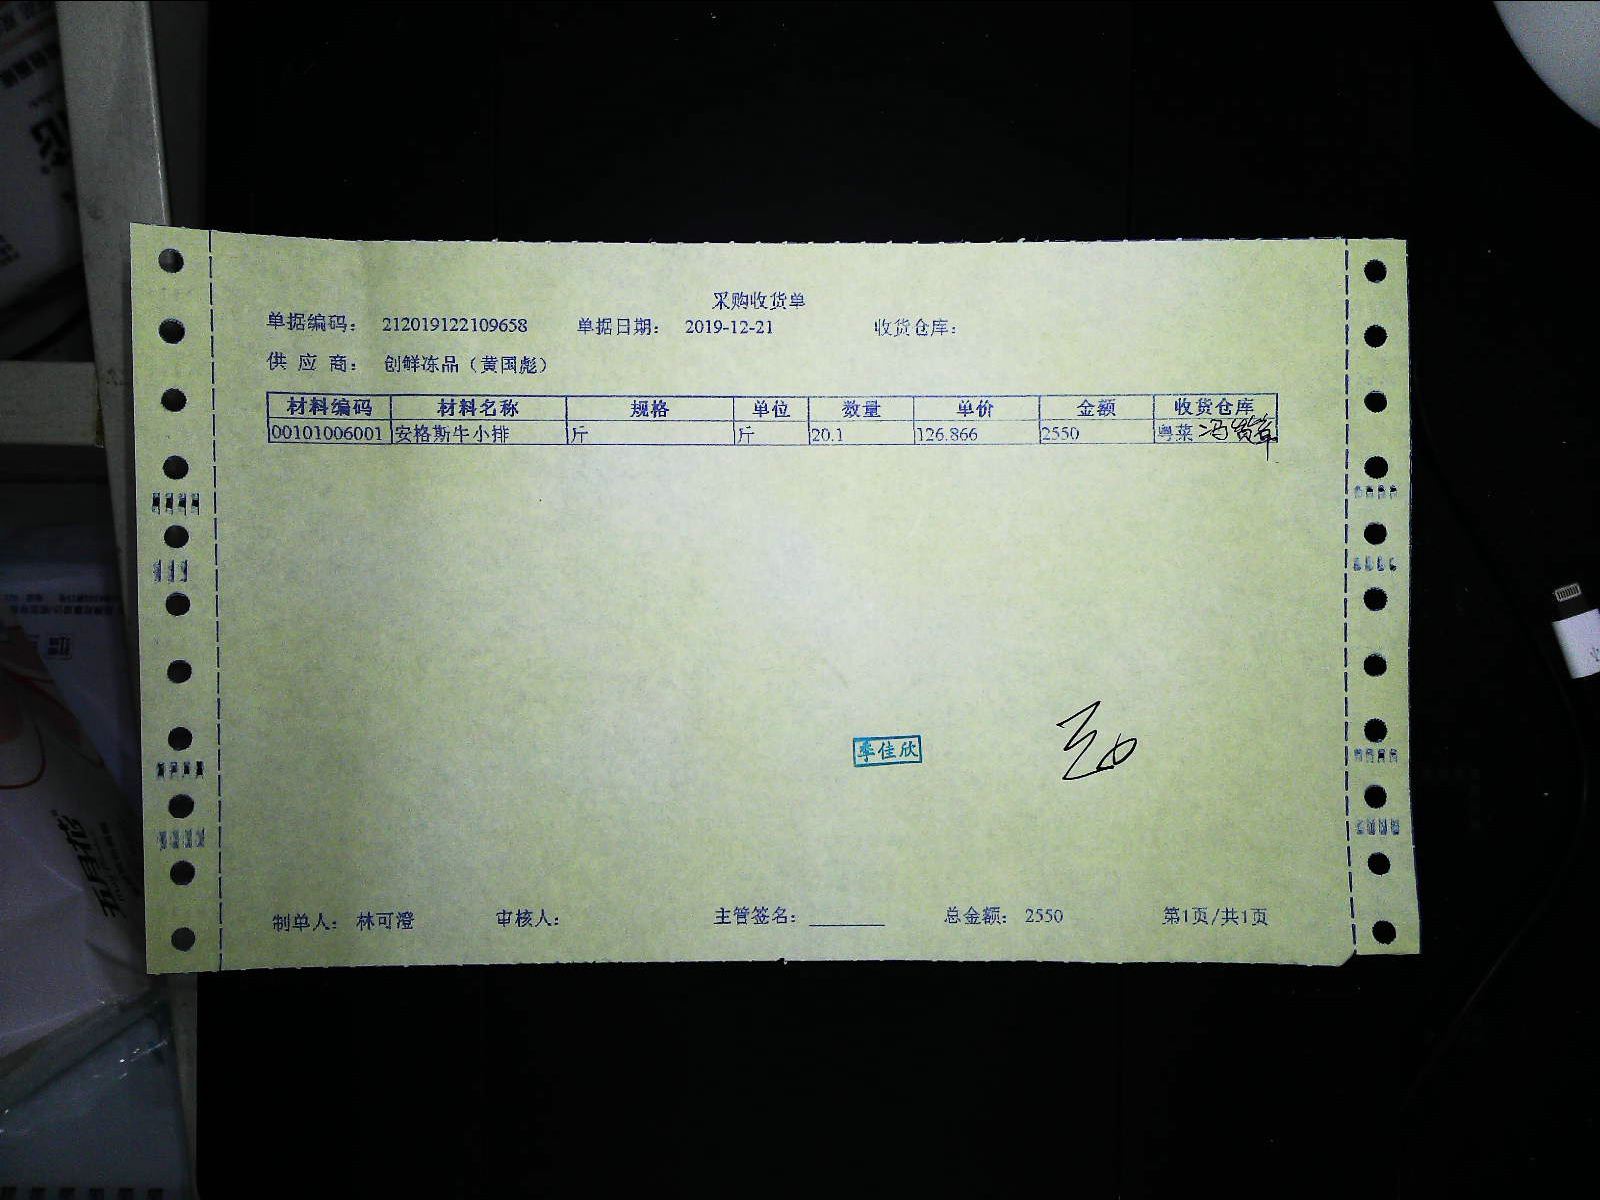 采购收货单
单据编码: 212019122109658 单据日期: 2019-12-21 收货仓库:
供 应 商: 创鲜冻品（黄国彪）
材料编码 材料名称 规格 单位 数量 单价 金额 收货仓库
00101006001 安格斯牛小排 斤 斤 20.1 126.866 2550 粤菜
季佳欣
制单人: 林可澄 审核人: 主管签名: ________ 总金额: 2550 第1页/共1页